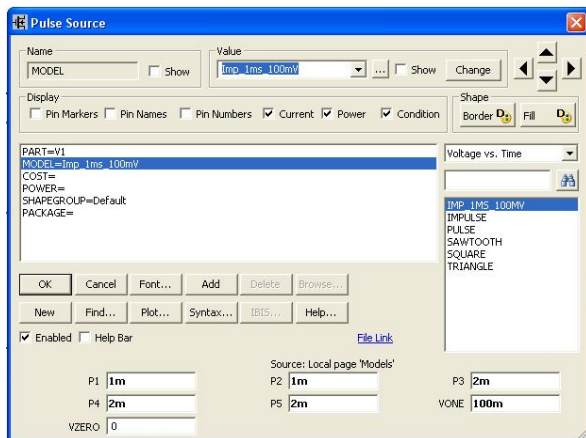 Pulse Source
Name
MODEL
Show
Value
Imp_1ms_100mV
...
Show
Change
Display
Pin Markers
Pin Names
Pin Numbers
Current
Power
Condition
Shape
Border
Fill
PART=V1
MODEL=Imp_1ms_100mV
COST=
POWER=
SHAPEGROUP=Default
PACKAGE=
Voltage vs. Time
IMP_1MS_100MV
IMPULSE
PULSE
SAWTOOTH
SQUARE
TRIANGLE
OK
Cancel
Font...
Add
Delete
Browse...
New
Find...
Plot...
Syntax...
IBIS...
Help...
Enabled
Help Bar
File Link
Source: Local page 'Models'
P1 1m
P2 1m
P3 2m
P4 2m
P5 2m
VONE 100m
VZERO 0